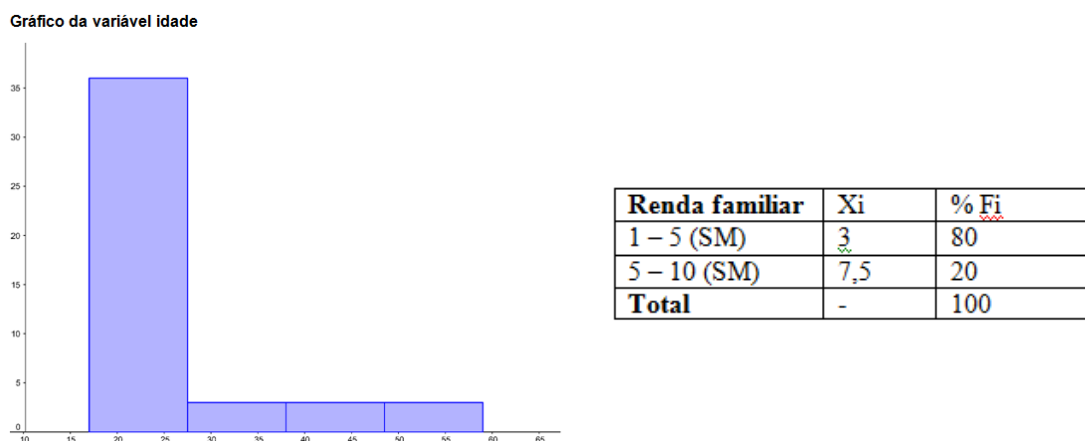 Gráfico da variável idade
35
30
25
20
15
10
5
0
10 15 20 25 30 35 40 45 50 55 60 65
Renda familiar Xi % Fi
1 – 5 (SM) 3 80
5 – 10 (SM) 7,5 20
Total - 100